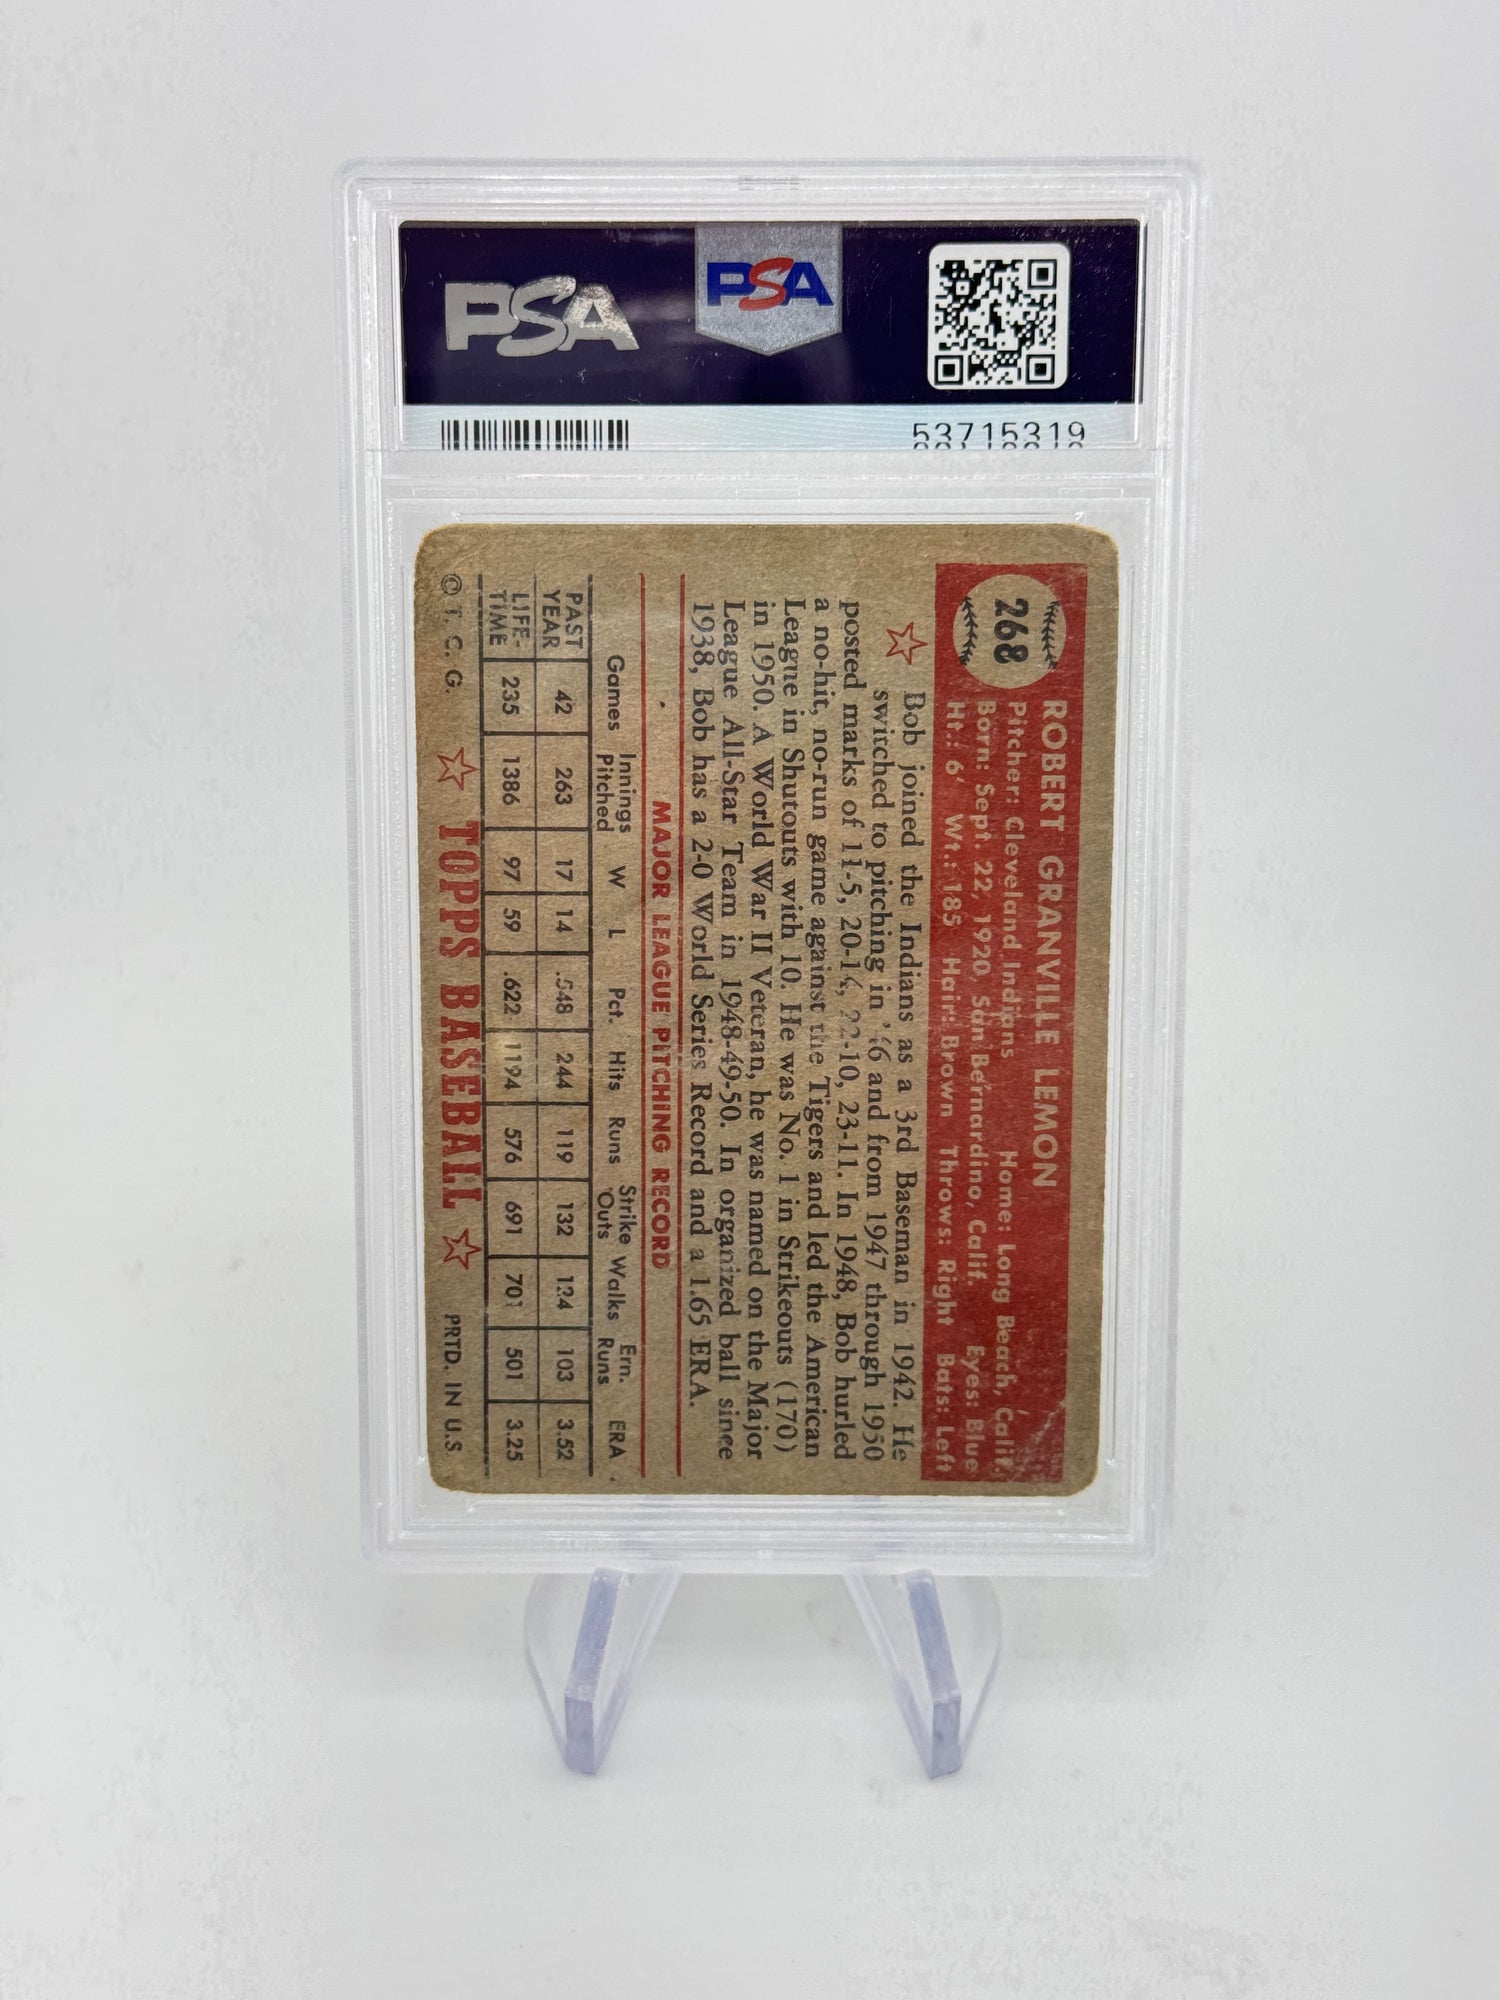 PSA
PSA
53715319
268
ROBERT GRANVILLE LEMON
Pitcher: Cleveland Indians Home: Long Beach, Calif.
Born: Sept. 22, 1920, San Bernardino, Calif. Eyes: Blue
Ht.: 6' Wt.: 185 Hair: Brown Throws: Right Bats: Left
Bob joined the Indians as a 3rd Baseman in 1942. He
switched to pitching in '46 and from 1947 through 1950
posted marks of 11-5, 20-14, 22-10, 23-11. In 1948, Bob hurled
a no-hit, no-run game against the Tigers and led the American
League in Shutouts with 10. He was No. 1 in Strikeouts (170)
in 1950. A World War II Veteran, he was named on the Major
League All-Star Team in 1948-49-50. In organized ball since
1938, Bob has a 2-0 World Series Record and a 1.65 ERA.
MAJOR LEAGUE PITCHING RECORD
Games Innings Pitched W L Pct. Hits Runs Strike Outs Walks Ern. Runs ERA
PAST YEAR 42 263 17 14 .548 244 119 132 124 103 3.52
LIFE-TIME 235 1386 97 59 .622 1194 576 691 701 501 3.25
© T. C. G. TOPPS BASEBALL PRTD. IN U.S.